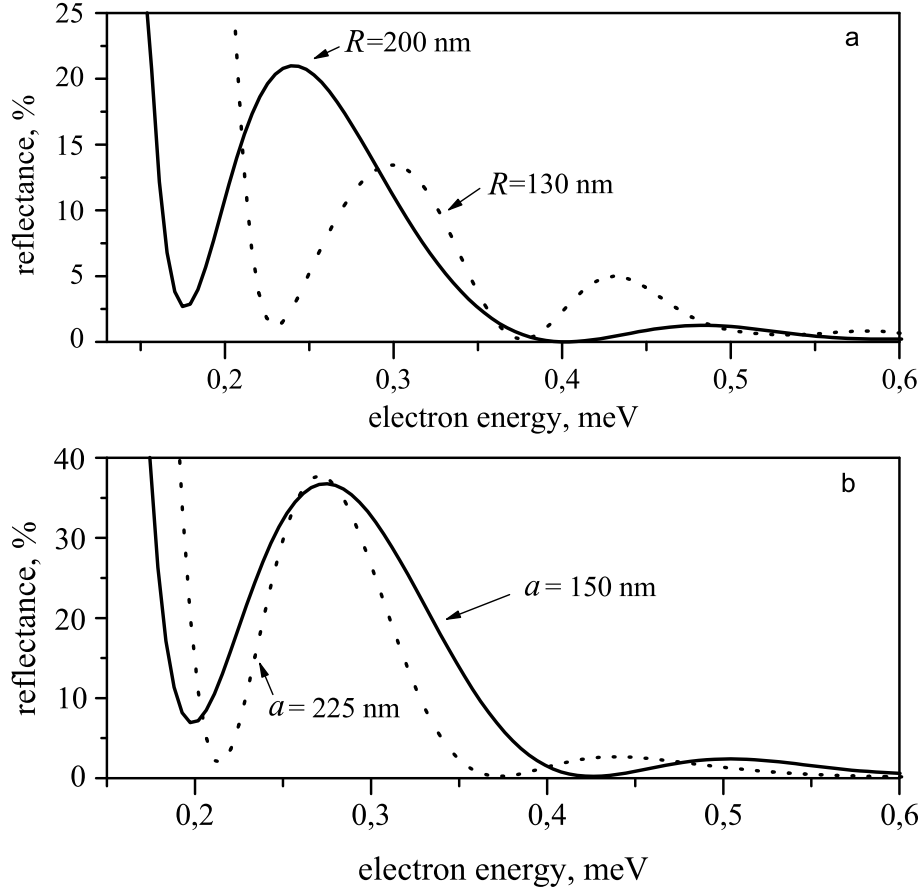 25
20
15
10
5
0
reflectance, %
R=200 nm
R=130 nm
a
0,2 0,3 0,4 0,5 0,6
electron energy, meV
40
30
20
10
0
reflectance, %
b
a = 150 nm
a = 225 nm
0,2 0,3 0,4 0,5 0,6
electron energy, meV